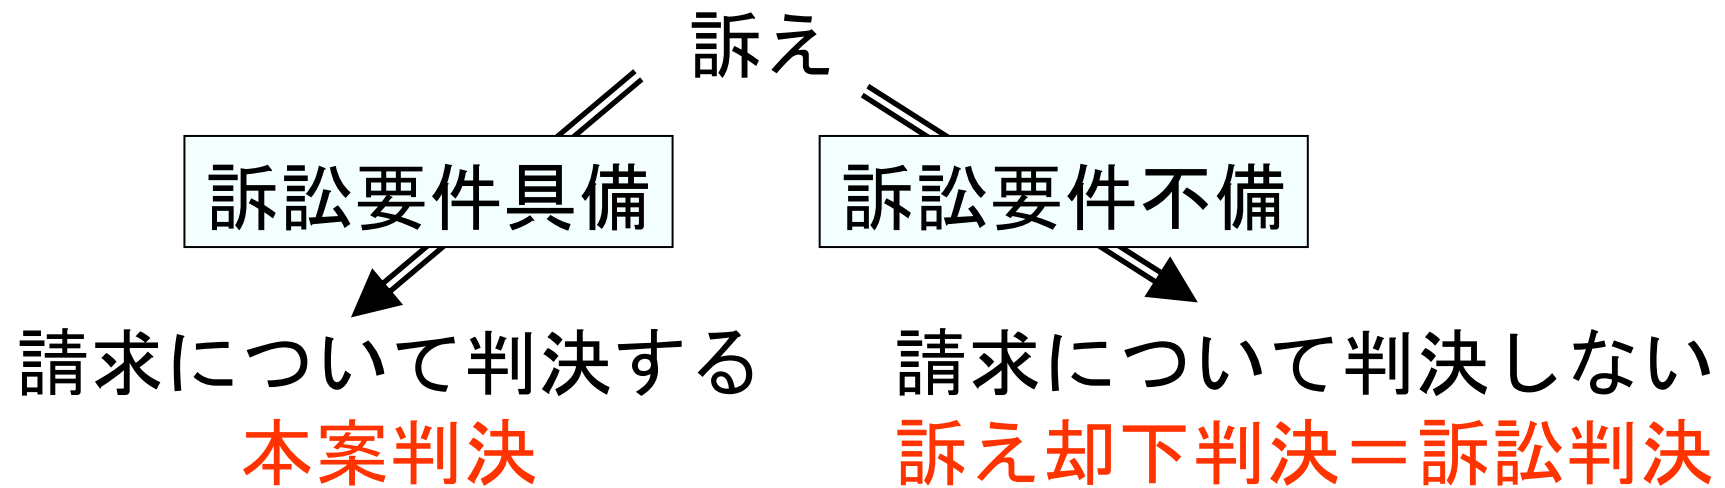 訴え
訴訟要件具備
訴訟要件不備
請求について判決する
本案判決
請求について判決しない
訴え却下判決＝訴訟判決